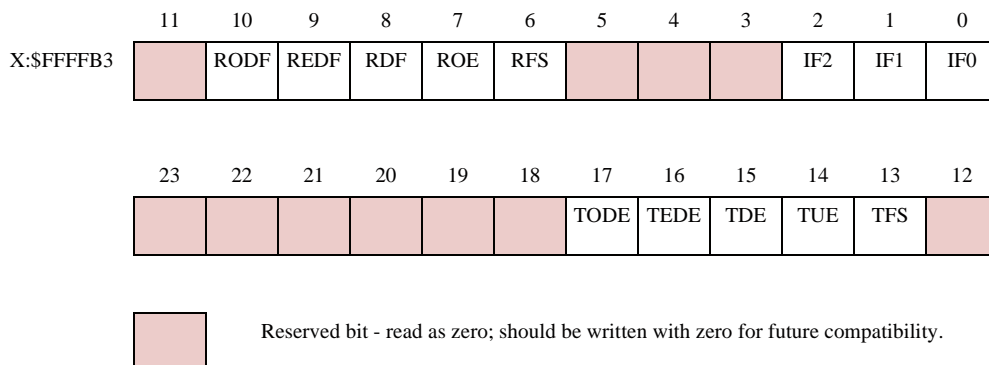 11 10 9 8 7 6 5 4 3 2 1 0
X:$FFFFB3 RODF REDF RDF ROE RFS IF2 IF1 IF0
23 22 21 20 19 18 17 16 15 14 13 12
TODE TEDE TDE TUE TFS
Reserved bit - read as zero; should be written with zero for future compatibility.